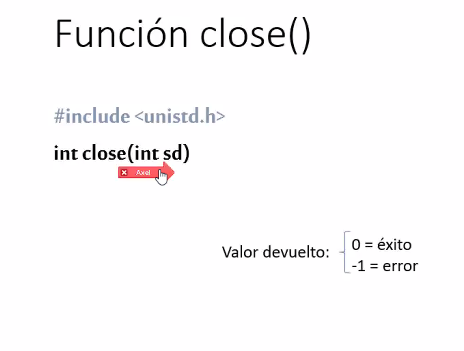 Función close()
#include <unistd.h>
int close(int sd)
Axel
Valor devuelto:
0 = éxito
-1 = error